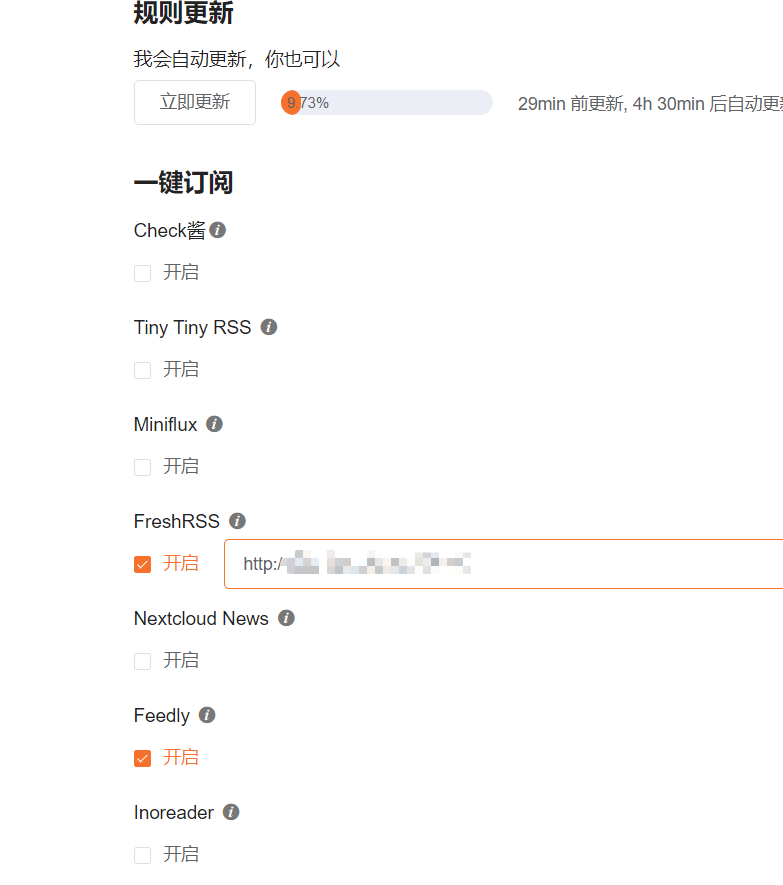 规则更新
我会自动更新，你也可以
立即更新 9.73% 29min 前更新, 4h 30min 后自动更
一键订阅
Check酱
开启
Tiny Tiny RSS
开启
Miniflux
开启
FreshRSS
开启 http:/
Nextcloud News
开启
Feedly
开启
Inoreader
开启